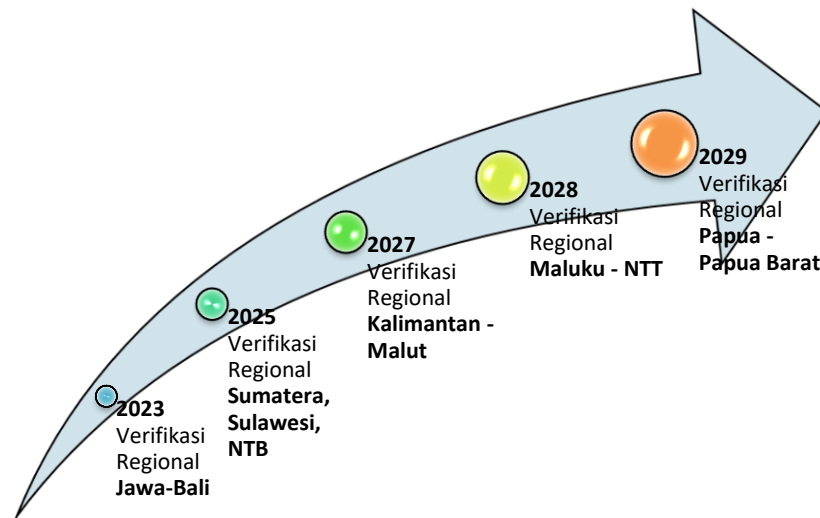 2023
Verifikasi
Regional
Jawa-Bali
2025
Verifikasi
Regional
Sumatera,
Sulawesi,
NTB
2027
Verifikasi
Regional
Kalimantan -
Malut
2028
Verifikasi
Regional
Maluku - NTT
2029
Verifikasi
Regional
Papua -
Papua Barat